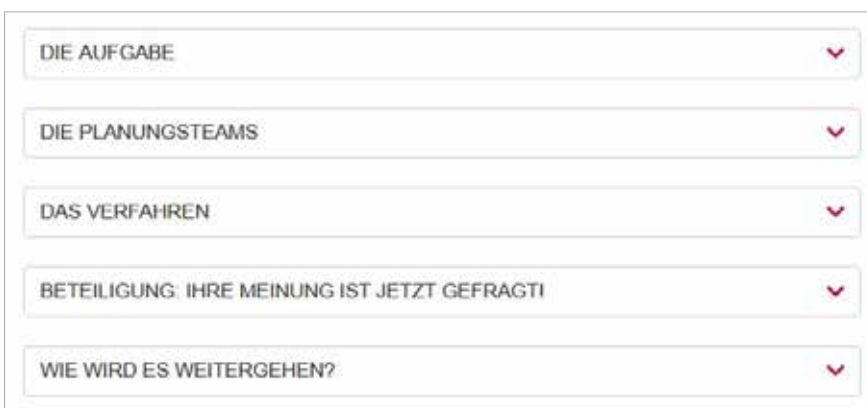 DIE AUFGABE
DIE PLANUNGSTEAMS
DAS VERFAHREN
BETEILIGUNG: IHRE MEINUNG IST JETZT GEFRAGT!
WIE WIRD ES WEITERGEHEN?